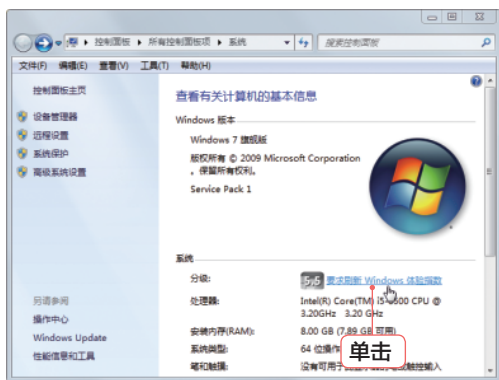 控制面板 ▸ 所有控制面板项 ▸ 系统
搜索控制面板
文件(F) 编辑(E) 查看(V) 工具(T) 帮助(H)
控制面板主页
设备管理器
远程设置
系统保护
高级系统设置
另请参阅
操作中心
Windows Update
性能信息和工具
查看有关计算机的基本信息
Windows 版本
Windows 7 旗舰版
版权所有 © 2009 Microsoft Corporation
。保留所有权利。
Service Pack 1
系统
分级:
5.5 要求刷新 Windows 体验指数
处理器:
Intel(R) Core(TM) i5-6500 CPU @
3.20GHz 3.20 GHz
安装内存(RAM):
8.00 GB (7.89 GB 可用)
系统类型:
64 位操作
笔和触摸:
没有可用于
触控输入
单击